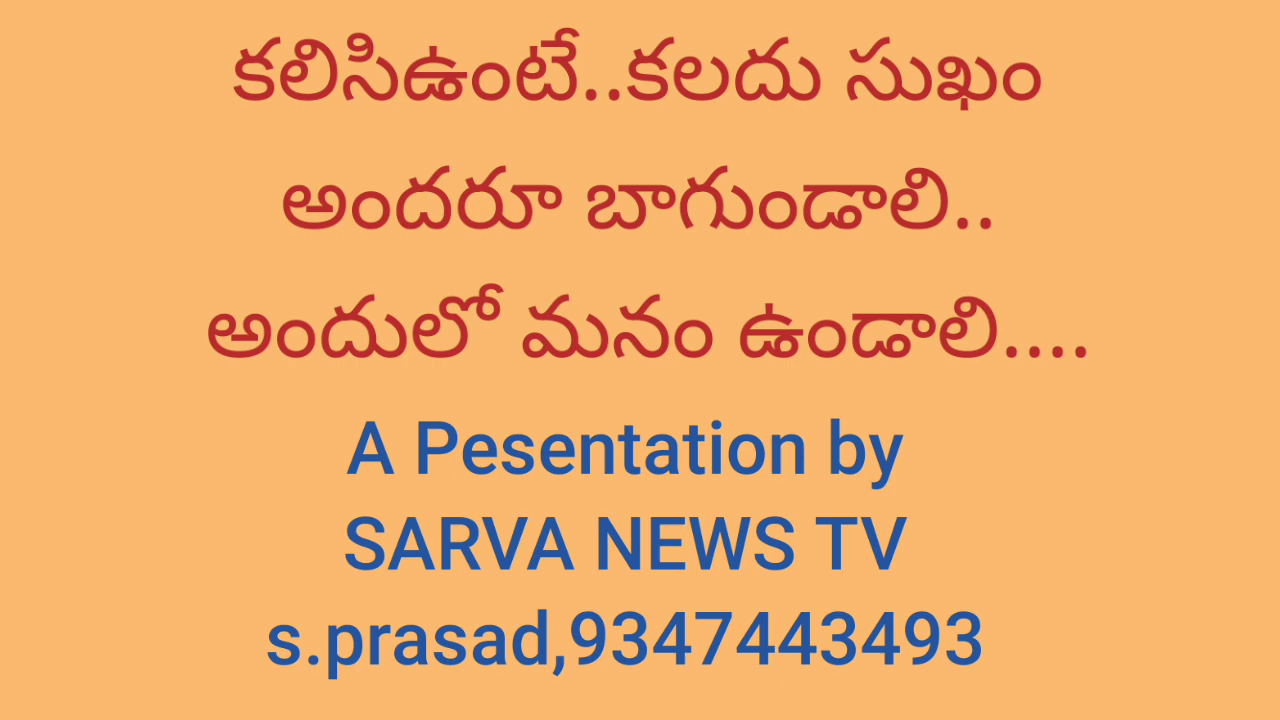 కలిసిఉంటే..కలదు సుఖం
అందరూ బాగుండాలి..
అందులో మనం ఉండాలి....
A Pesentation by
SARVA NEWS TV
s.prasad,9347443493